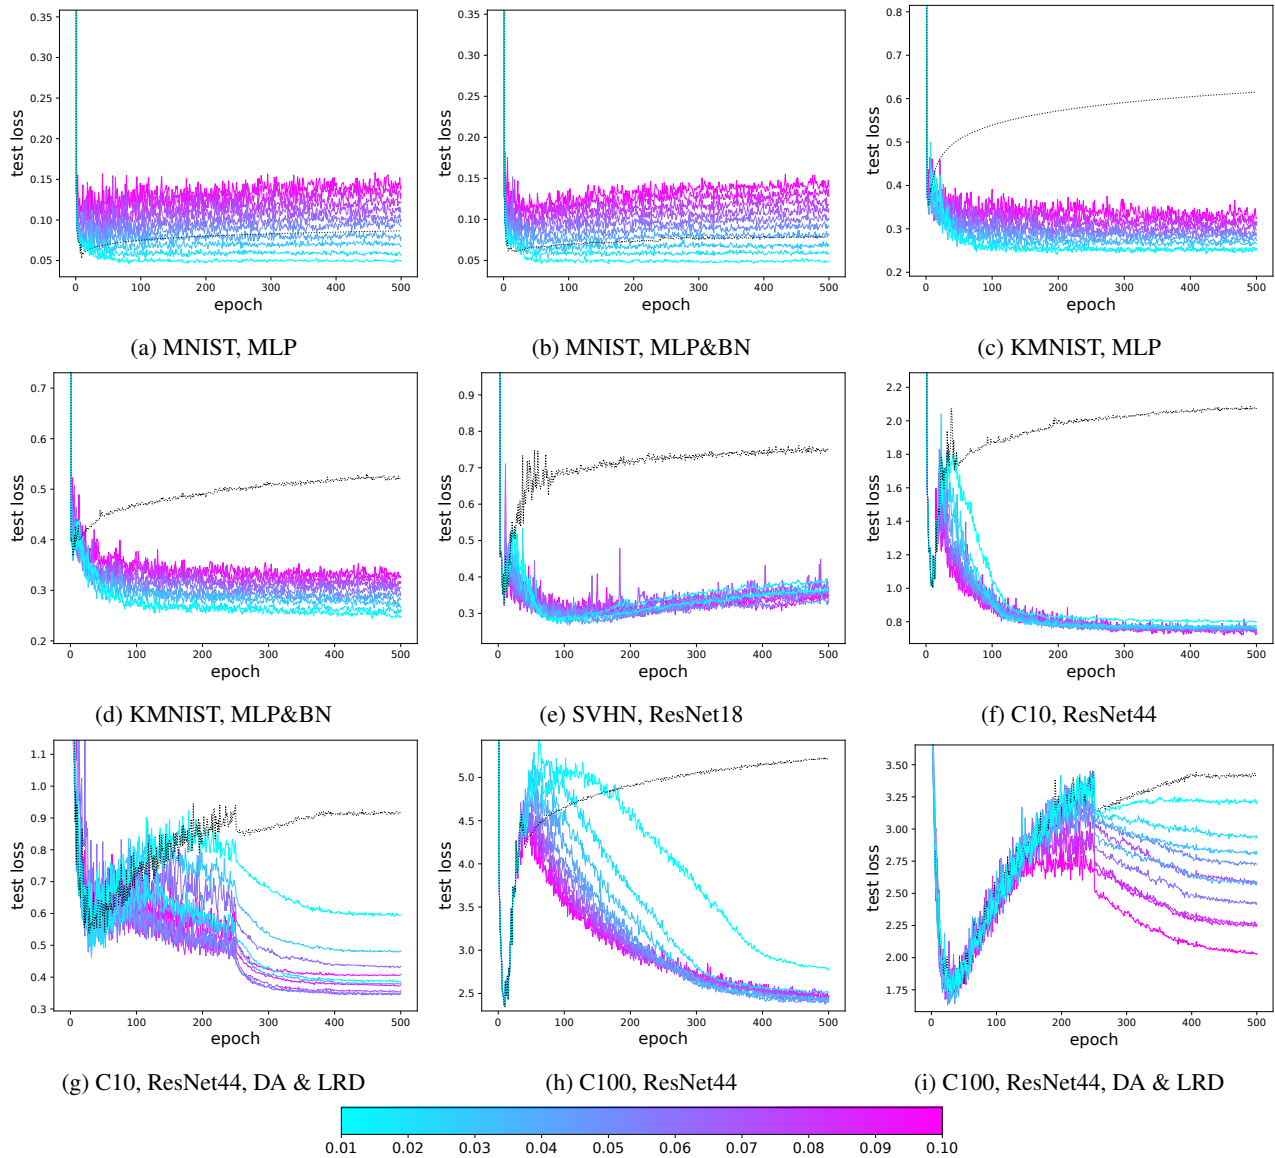 0.35
0.30
0.25
0.20
0.15
0.10
0.05
test loss
0 100 200 300 400 500
epoch
(a) MNIST, MLP
0.35
0.30
0.25
0.20
0.15
0.10
0.05
test loss
0 100 200 300 400 500
epoch
(b) MNIST, MLP&BN
0.8
0.7
0.6
0.5
0.4
0.3
0.2
test loss
0 100 200 300 400 500
epoch
(c) KMNIST, MLP
0.7
0.6
0.5
0.4
0.3
0.2
test loss
0 100 200 300 400 500
epoch
(d) KMNIST, MLP&BN
0.9
0.8
0.7
0.6
0.5
0.4
0.3
test loss
0 100 200 300 400 500
epoch
(e) SVHN, ResNet18
2.2
2.0
1.8
1.6
1.4
1.2
1.0
0.8
test loss
0 100 200 300 400 500
epoch
(f) C10, ResNet44
1.1
1.0
0.9
0.8
0.7
0.6
0.5
0.4
0.3
test loss
0 100 200 300 400 500
epoch
(g) C10, ResNet44, DA & LRD
5.0
4.5
4.0
3.5
3.0
2.5
test loss
0 100 200 300 400 500
epoch
(h) C100, ResNet44
3.50
3.25
3.00
2.75
2.50
2.25
2.00
1.75
test loss
0 100 200 300 400 500
epoch
(i) C100, ResNet44, DA & LRD
0.01 0.02 0.03 0.04 0.05 0.06 0.07 0.08 0.09 0.10